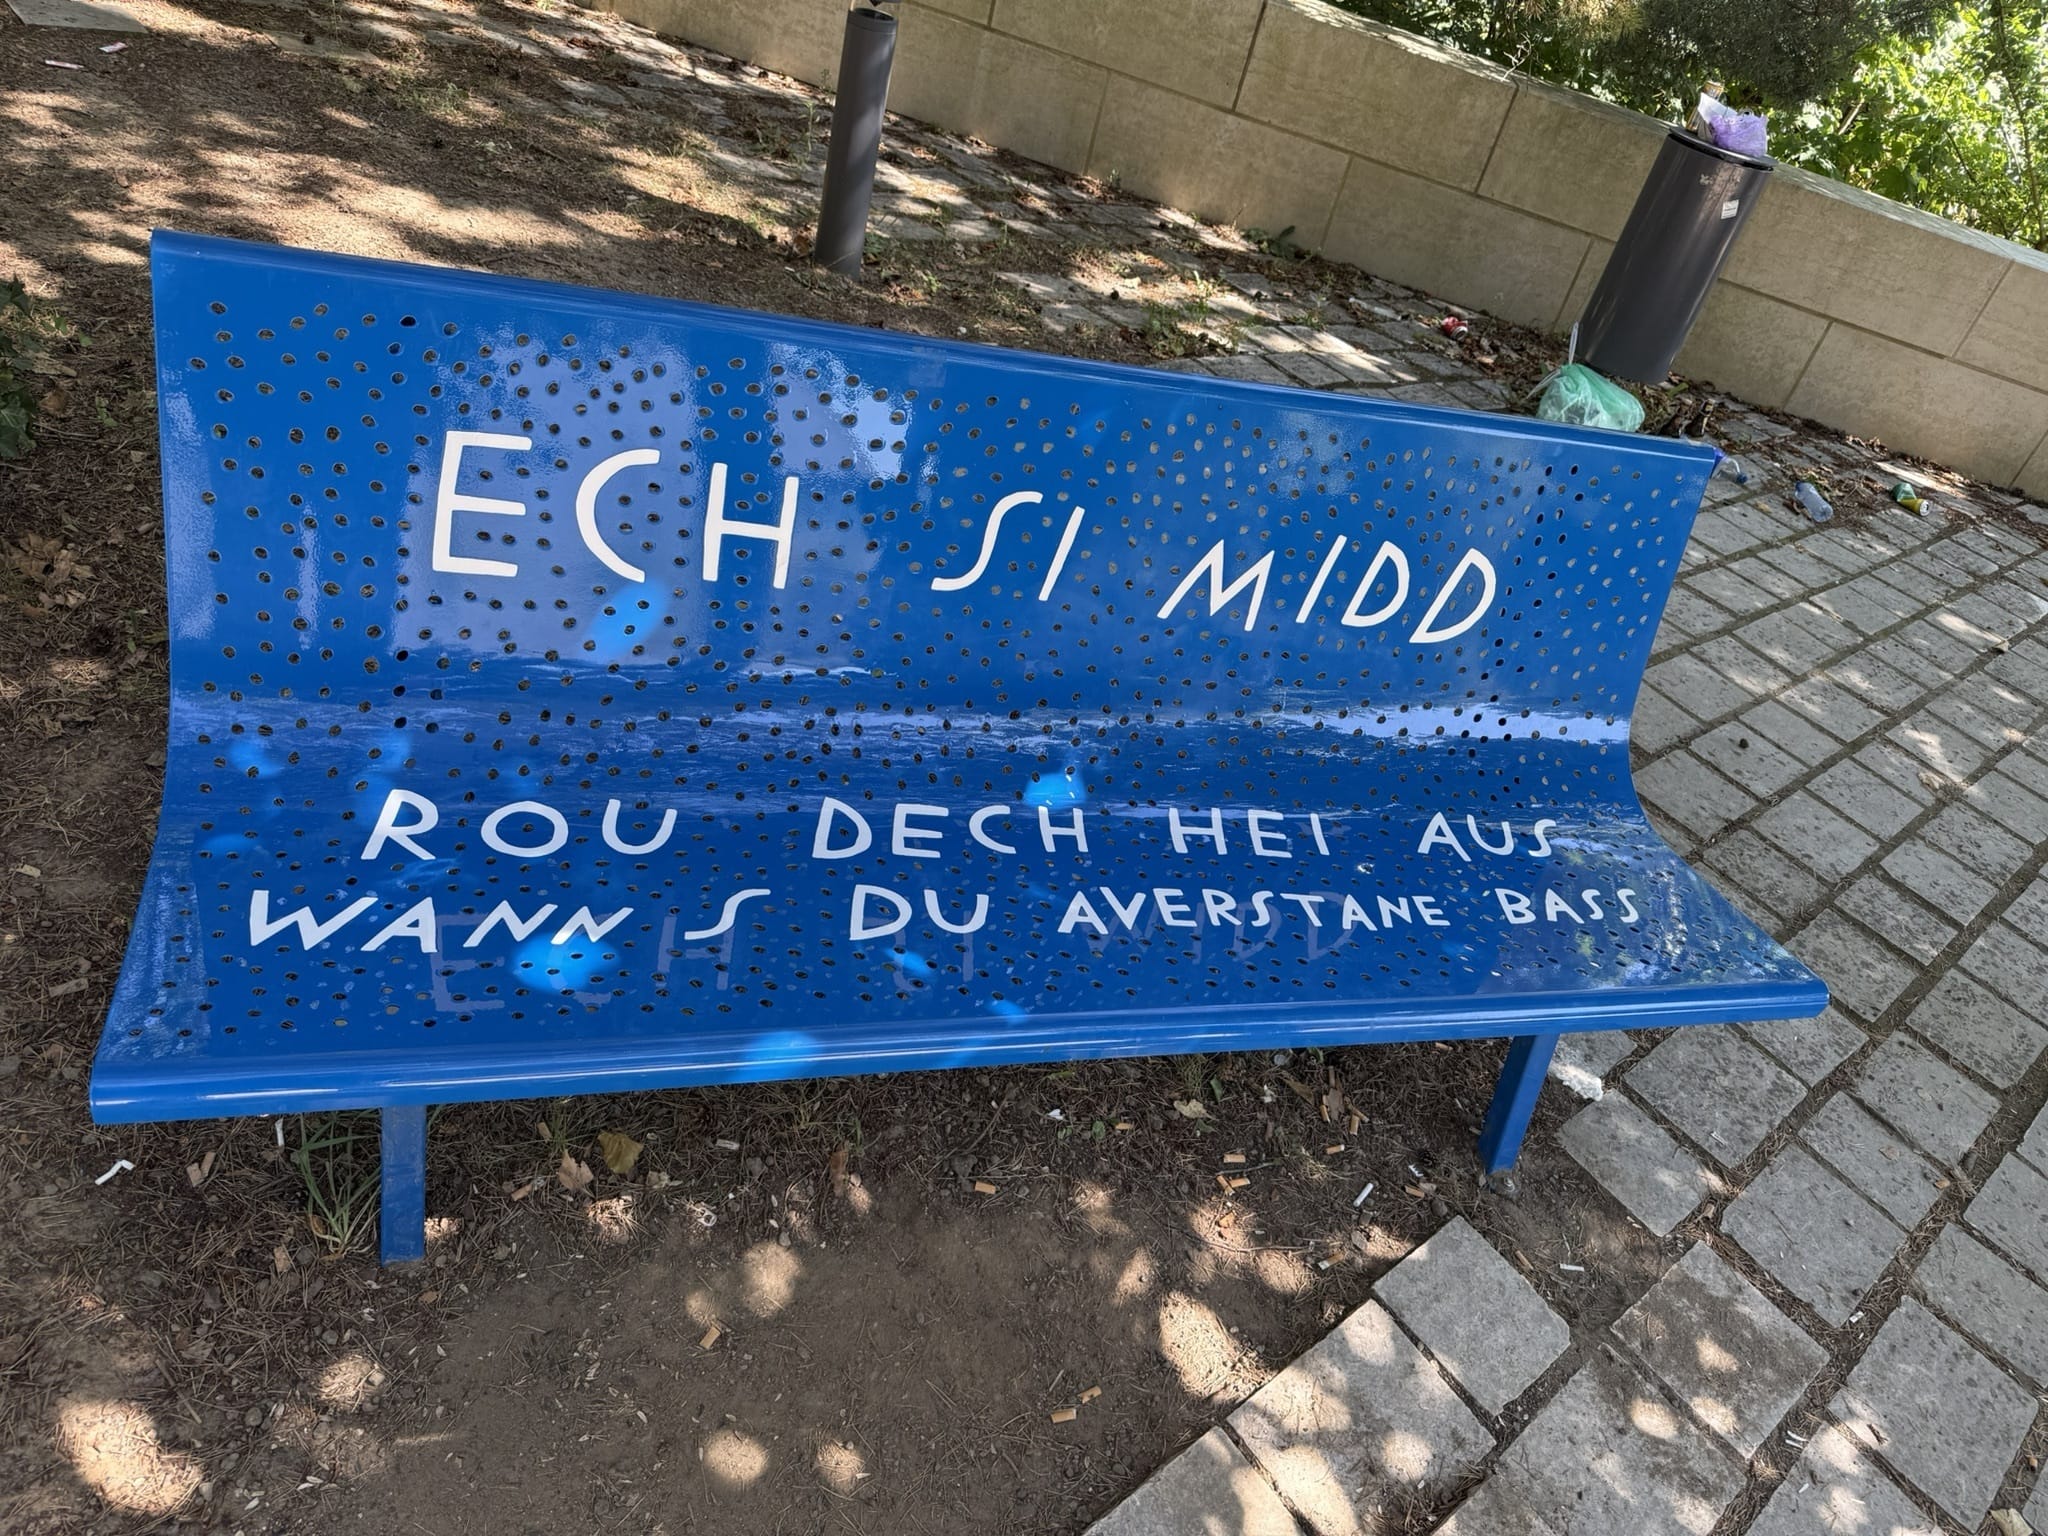 ECH SI MIDD
ROU DECH HEI AUS
WANN S DU AVERSTANE BASS